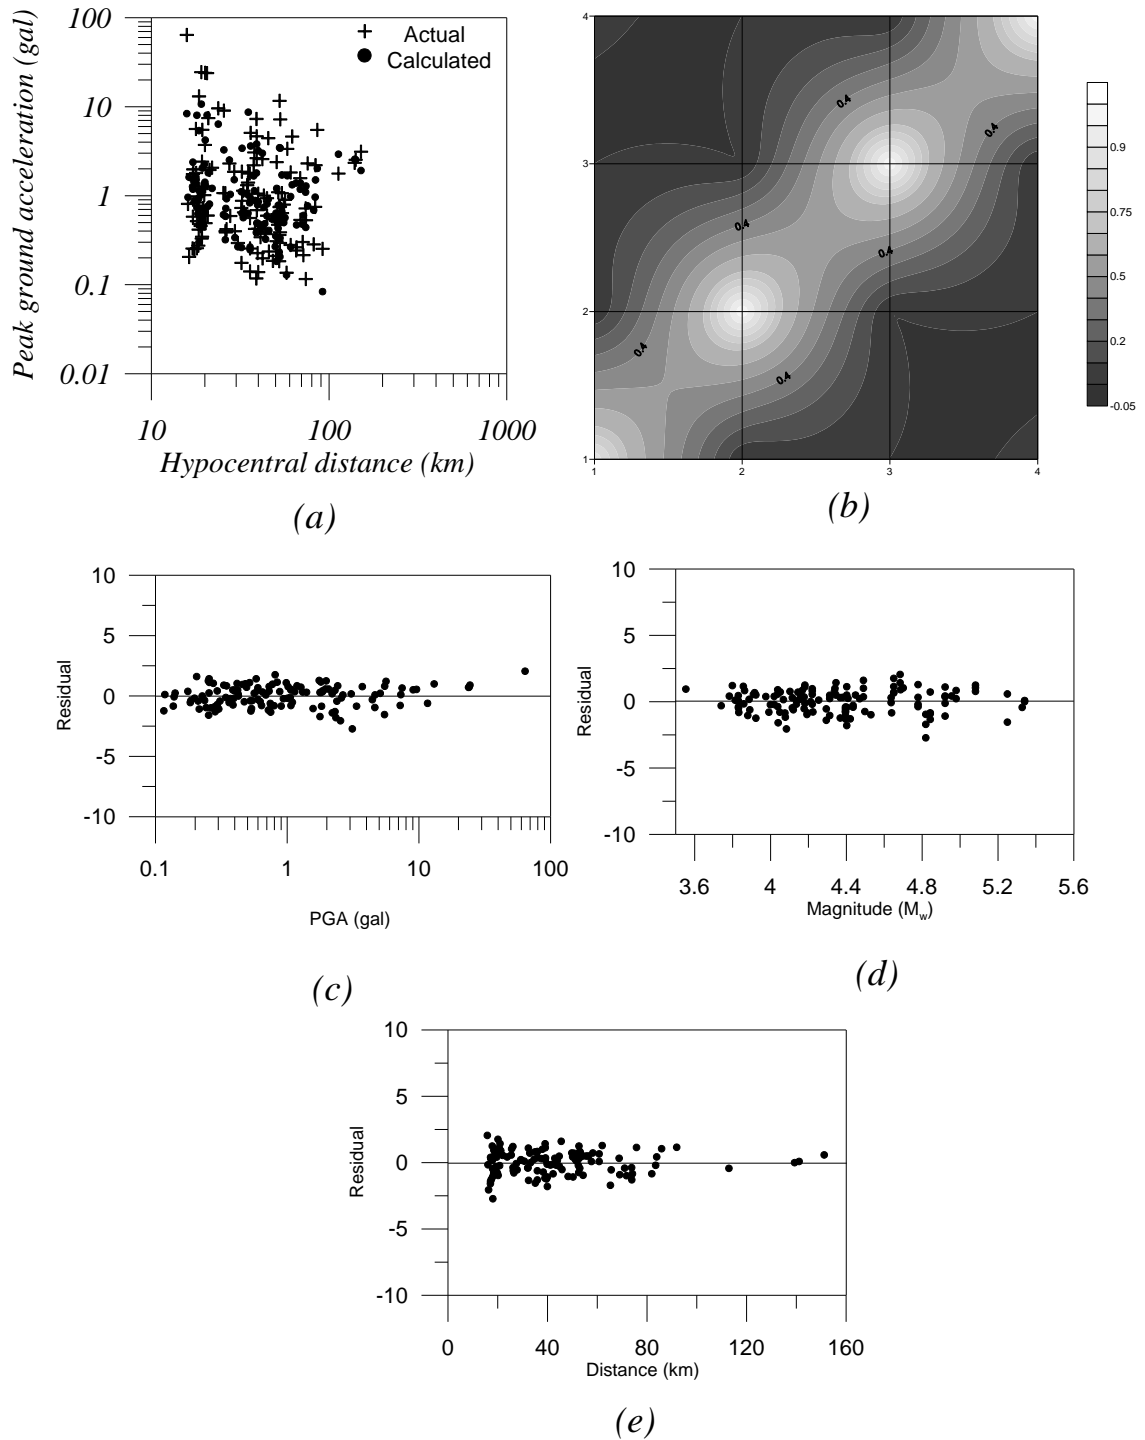 Peak ground acceleration (gal)
100
10
1
0.1
0.01
+ Actual
● Calculated
10 100 1000
Hypocentral distance (km)
(a)
4
3
2
1
1 2 3 4
0.4
0.4
0.4
0.4
0.4
0.4
0.9
0.75
0.5
0.2
-0.05
(b)
Residual
10
5
0
-5
-10
0.1 1 10 100
PGA (gal)
(c)
Residual
10
5
0
-5
-10
3.6 4 4.4 4.8 5.2 5.6
Magnitude (Mw)
(d)
Residual
10
5
0
-5
-10
0 40 80 120 160
Distance (km)
(e)